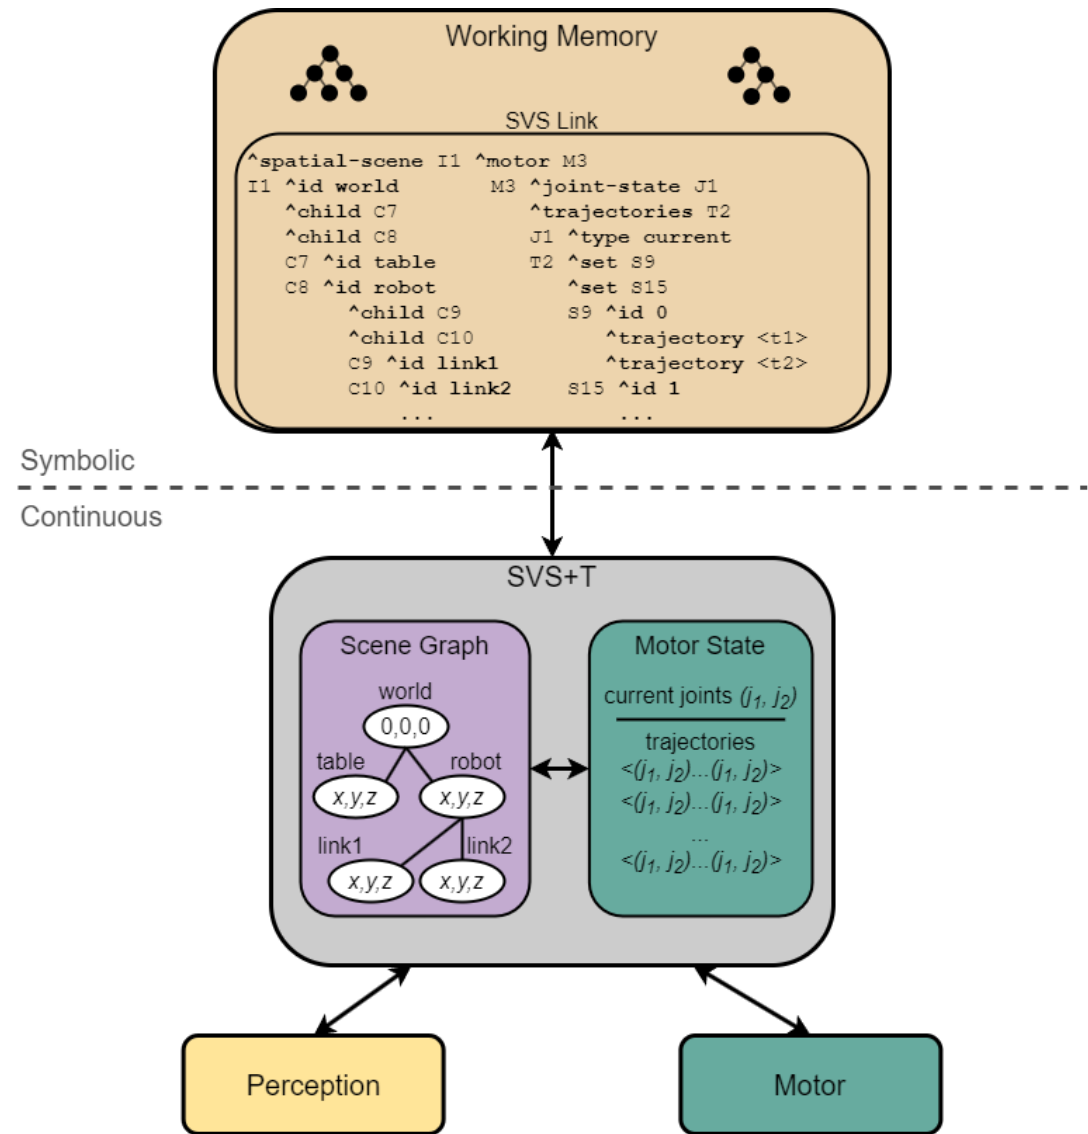 Working Memory
SVS Link
^spatial-scene I1 ^motor M3
I1 ^id world M3 ^joint-state J1
^child C7 ^trajectories T2
^child C8 J1 ^type current
C7 ^id table T2 ^set S9
C8 ^id robot ^set S15
^child C9 S9 ^id 0
^child C10 ^trajectory <t1>
C9 ^id link1 ^trajectory <t2>
C10 ^id link2 S15 ^id 1
... ...
Symbolic
Continuous
SVS+T
Scene Graph
world
0,0,0
table robot
x,y,z x,y,z
link1 link2
x,y,z x,y,z
Motor State
current joints (j1, j2)
trajectories
<(j1, j2)...(j1, j2)>
<(j1, j2)...(j1, j2)>
...
<(j1, j2)...(j1, j2)>
Perception
Motor